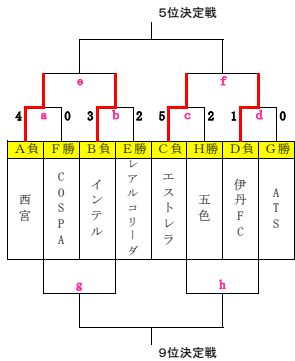 5位決定戦
e f
4 a 0 3 b 2 5 c 2 1 d 0
A負 F勝 B負 E勝 C負 H勝 D負 G勝
西宮
COSPA
インテル
レアルコリーダ
エストレラ
五色
伊丹FC
ATS
g h
9位決定戦